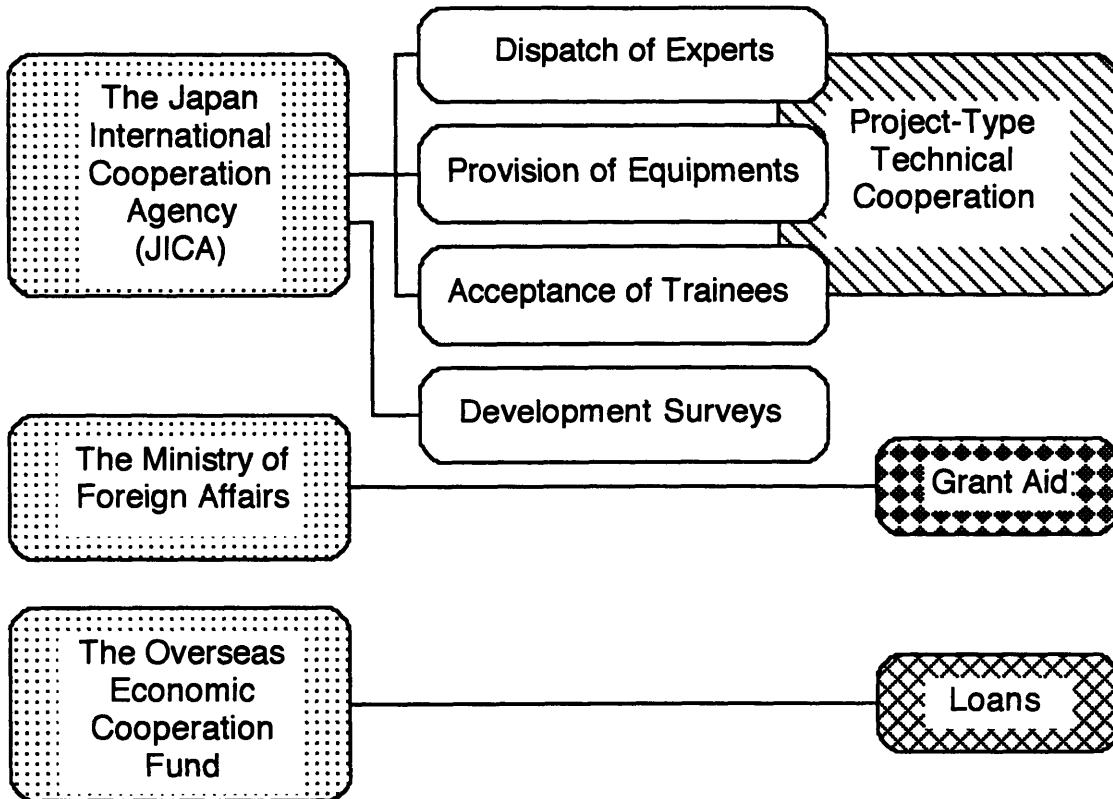 The Japan
International
Cooperation
Agency
(JICA)
Dispatch of Experts
Provision of Equipments
Acceptance of Trainees
Development Surveys
Project-Type
Technical
Cooperation
The Ministry of
Foreign Affairs
Grant Aid
The Overseas
Economic
Cooperation
Fund
Loans